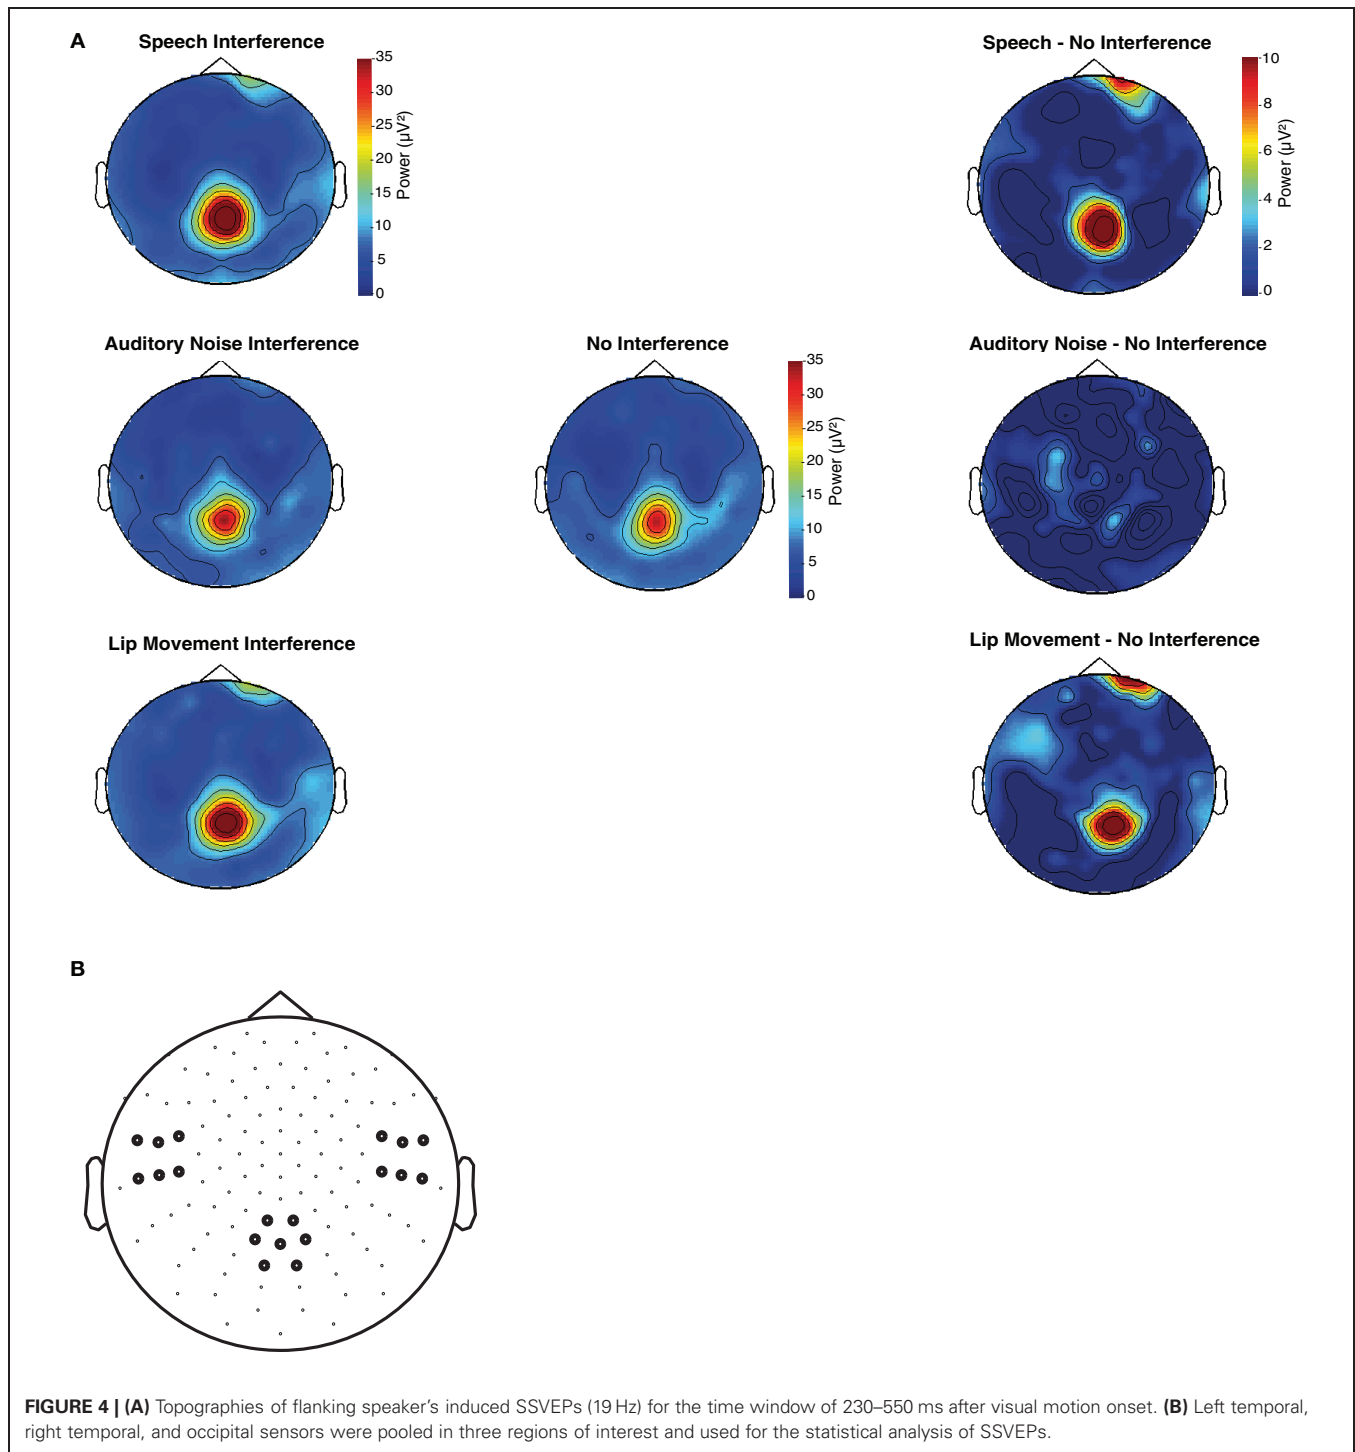 A
Speech Interference
35
30
25
20
15
10
5
0
Power (µV²)
Speech - No Interference
10
8
6
4
2
0
Power (µV²)
Auditory Noise Interference
No Interference
35
30
25
20
15
10
5
0
Power (µV²)
Auditory Noise - No Interference
Lip Movement Interference
Lip Movement - No Interference
B
FIGURE 4 | (A) Topographies of flanking speaker's induced SSVEPs (19 Hz) for the time window of 230–550 ms after visual motion onset. (B) Left temporal,
right temporal, and occipital sensors were pooled in three regions of interest and used for the statistical analysis of SSVEPs.